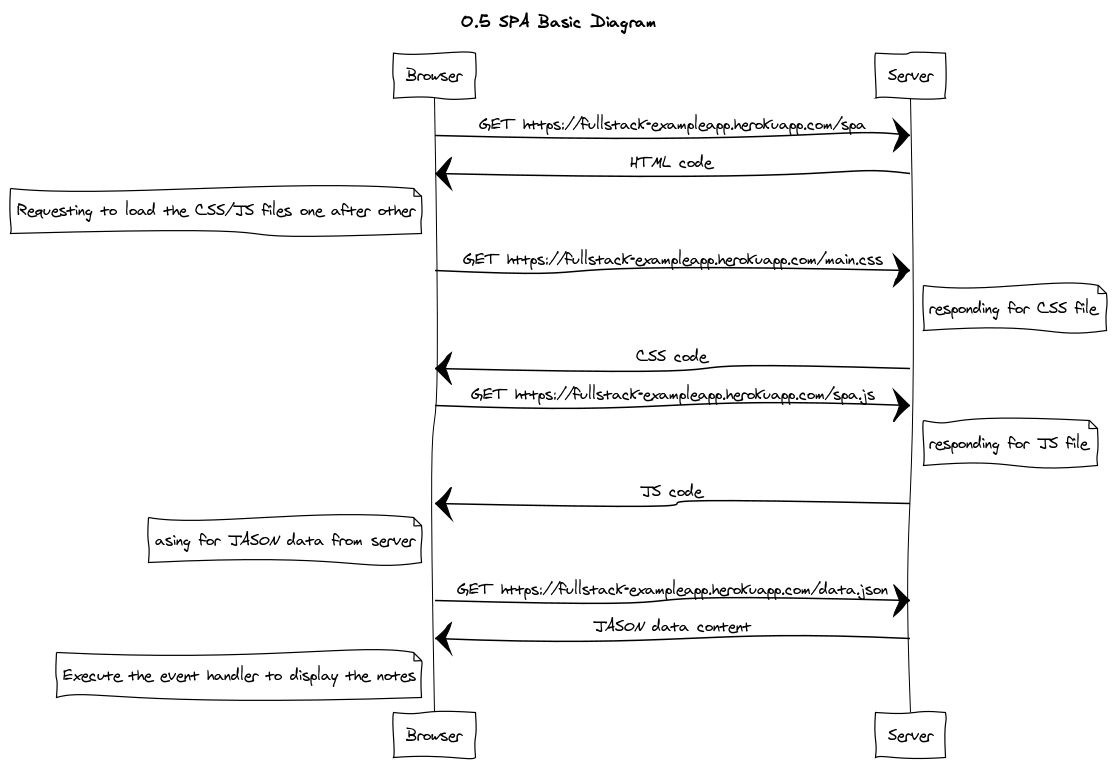 0.5 SPA Basic Diagram
Browser
Server
GET https://fullstack-exampleapp.herokuapp.com/spa
HTML code
Requesting to load the CSS/JS files one after other
GET https://fullstack-exampleapp.herokuapp.com/main.css
responding for CSS file
CSS code
GET https://fullstack-exampleapp.herokuapp.com/spa.js
responding for JS file
JS code
asing for JASON data from server
GET https://fullstack-exampleapp.herokuapp.com/data.json
JASON data content
Execute the event handler to display the notes
Browser
Server